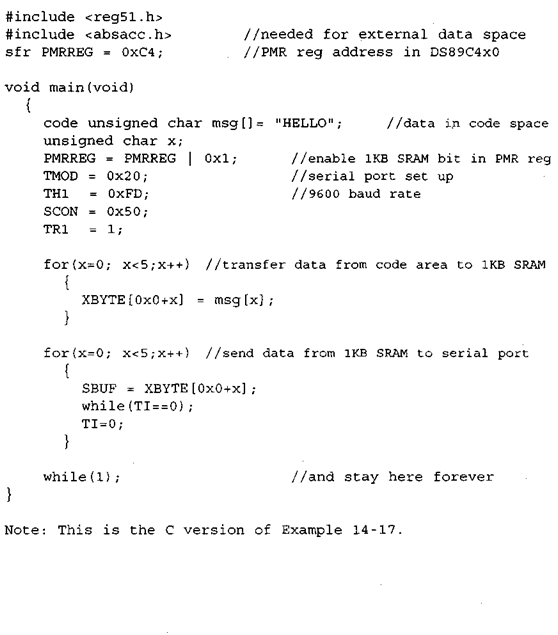 #include <reg51.h>
#include <absacc.h>          //needed for external data space
sfr PMRREG = 0xC4;           //PMR reg address in DS89C4x0
void main(void)
{
code unsigned char msg[]= "HELLO";     //data in code space
unsigned char x;
PMRREG = PMRREG | 0x1;       //enable 1KB SRAM bit in PMR reg
TMOD = 0x20;                 //serial port set up
TH1  = 0xFD;                 //9600 baud rate
SCON = 0x50;
TR1  = 1;
for(x=0; x<5;x++)  //transfer data from code area to 1KB SRAM
{
XBYTE[0x0+x] = msg[x];
}
for(x=0; x<5;x++)  //send data from 1KB SRAM to serial port
{
SBUF = XBYTE[0x0+x];
while(TI==0);
TI=0;
}
while(1);                    //and stay here forever
}
Note: This is the C version of Example 14-17.